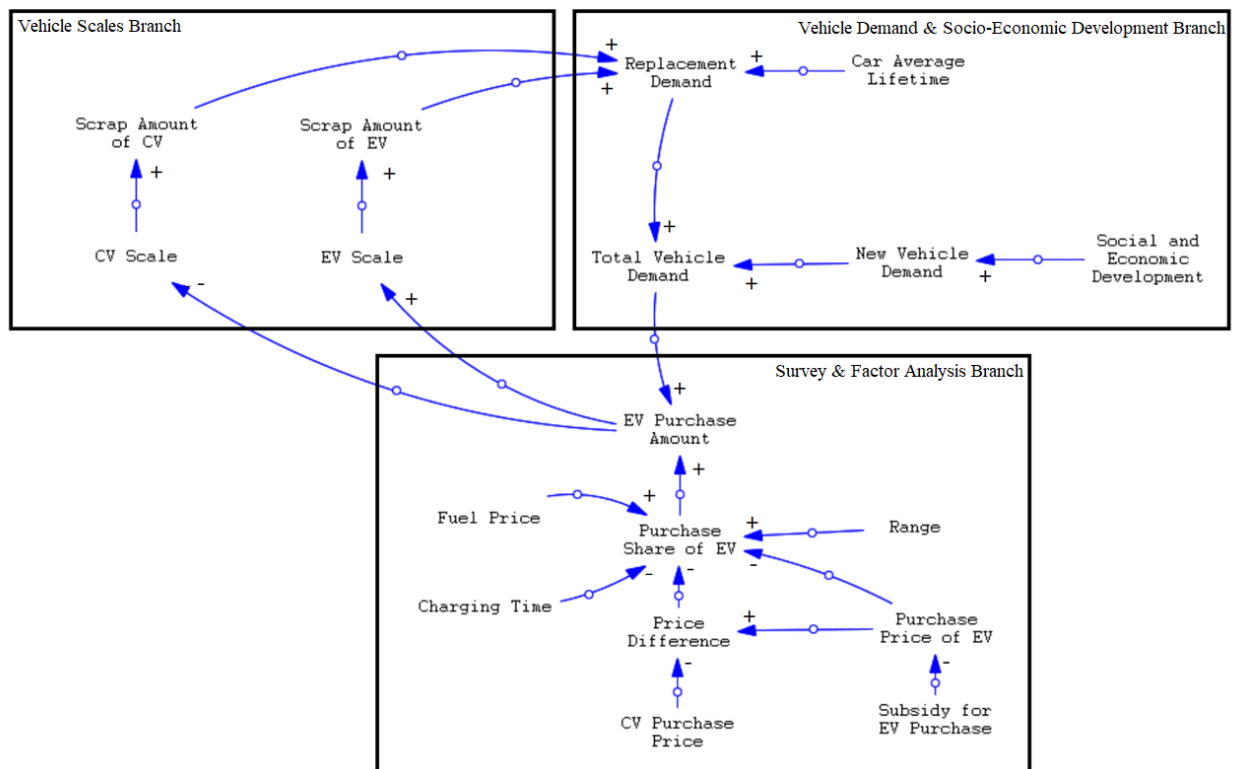 Vehicle Scales Branch
Vehicle Demand & Socio-Economic Development Branch
+
Replacement
Demand
+
+
Car Average
Lifetime
Scrap Amount
of CV
+
Scrap Amount
of EV
+
CV Scale
-
EV Scale
+
+
Total Vehicle
Demand
+
New Vehicle
Demand
+
Social and
Economic
Development
Survey & Factor Analysis Branch
+
EV Purchase
Amount
+
Fuel Price
+
Purchase
Share of EV
+
-
Range
-
-
Charging Time
Price
Difference
+
Purchase
Price of EV
-
-
CV Purchase
Price
Subsidy for
EV Purchase